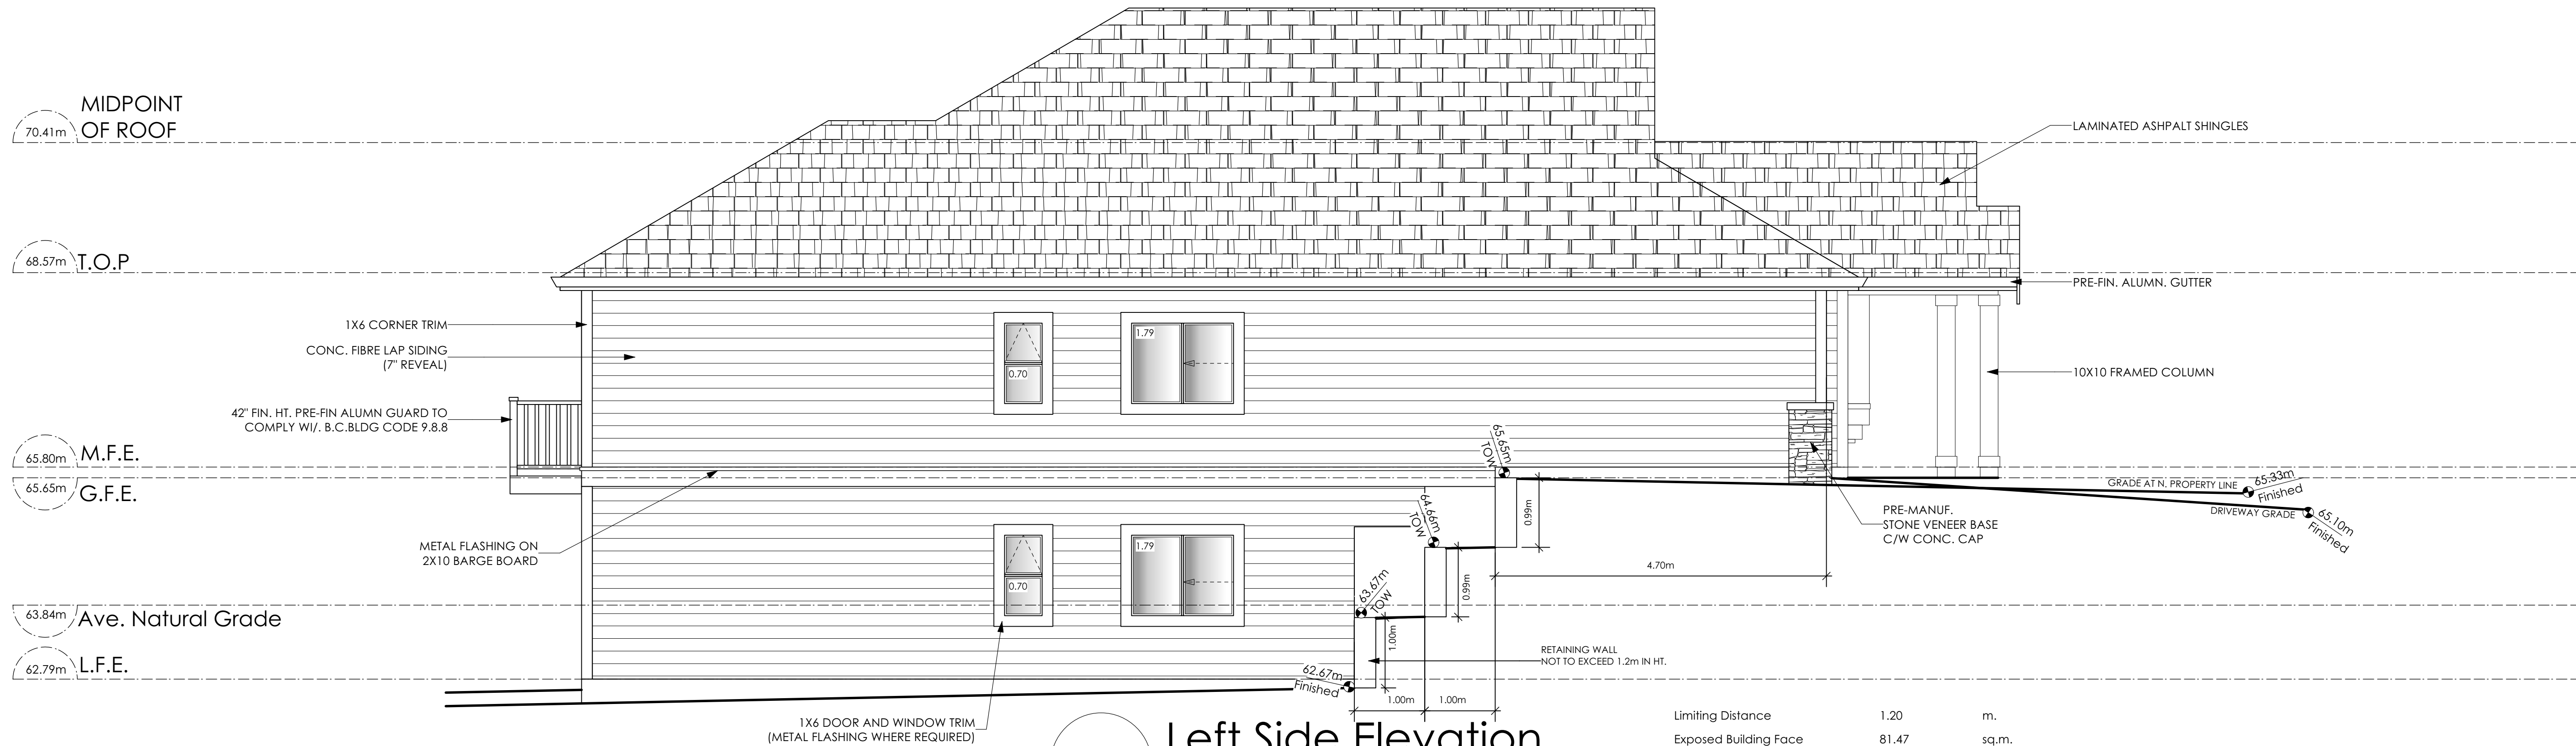 MIDPOINT
OF ROOF
70.41m
LAMINATED ASHPALT SHINGLES
68.57m
T.O.P
PRE-FIN. ALUMN. GUTTER
1X6 CORNER TRIM
CONC. FIBRE LAP SIDING
(7" REVEAL)
1.79
0.70
10X10 FRAMED COLUMN
42" FIN. HT. PRE-FIN ALUMN GUARD TO
COMPLY WI/. B.C.BLDG CODE 9.8.8
65.80m
M.F.E.
65.65m
G.F.E.
65.65m
TOW
64.66m
TOW
0.99m
GRADE AT N. PROPERTY LINE
65.33m
Finished
DRIVEWAY GRADE
65.10m
Finished
PRE-MANUF.
STONE VENEER BASE
C/W CONC. CAP
METAL FLASHING ON
2X10 BARGE BOARD
1.79
0.70
4.70m
63.67m
TOW
0.99m
1.00m
63.84m
Ave. Natural Grade
RETAINING WALL
NOT TO EXCEED 1.2m IN HT.
62.79m
L.F.E.
62.67m
Finished
1.00m
1.00m
1X6 DOOR AND WINDOW TRIM
(METAL FLASHING WHERE REQUIRED)
Left Side Elevation
Limiting Distance 1.20 m.
Exposed Building Face 81.47 sq.m.